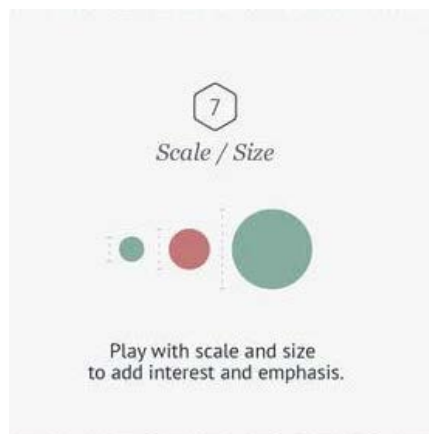 7
Scale / Size
Play with scale and size
to add interest and emphasis.